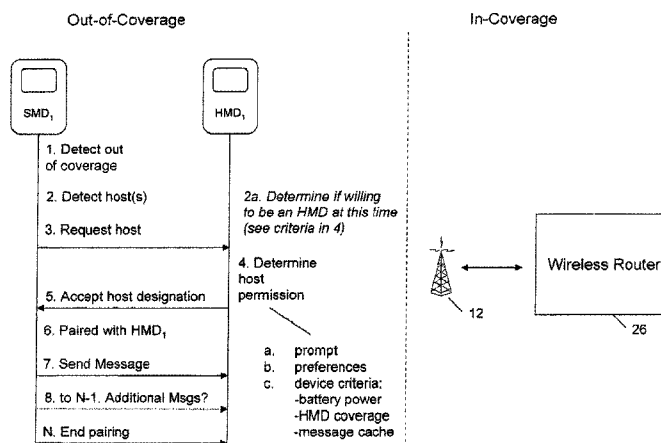 Out-of-Coverage
In-Coverage
SMD1
HMD1
1. Detect out
of coverage
2. Detect host(s)
2a. Determine if willing
to be an HMD at this time
(see criteria in 4)
3. Request host
4. Determine
host
permission
5. Accept host designation
6. Paired with HMD1
7. Send Message
8. to N-1. Additional Msgs?
N. End pairing
a. prompt
b. preferences
c. device criteria:
-battery power
-HMD coverage
-message cache
12
Wireless Router
26